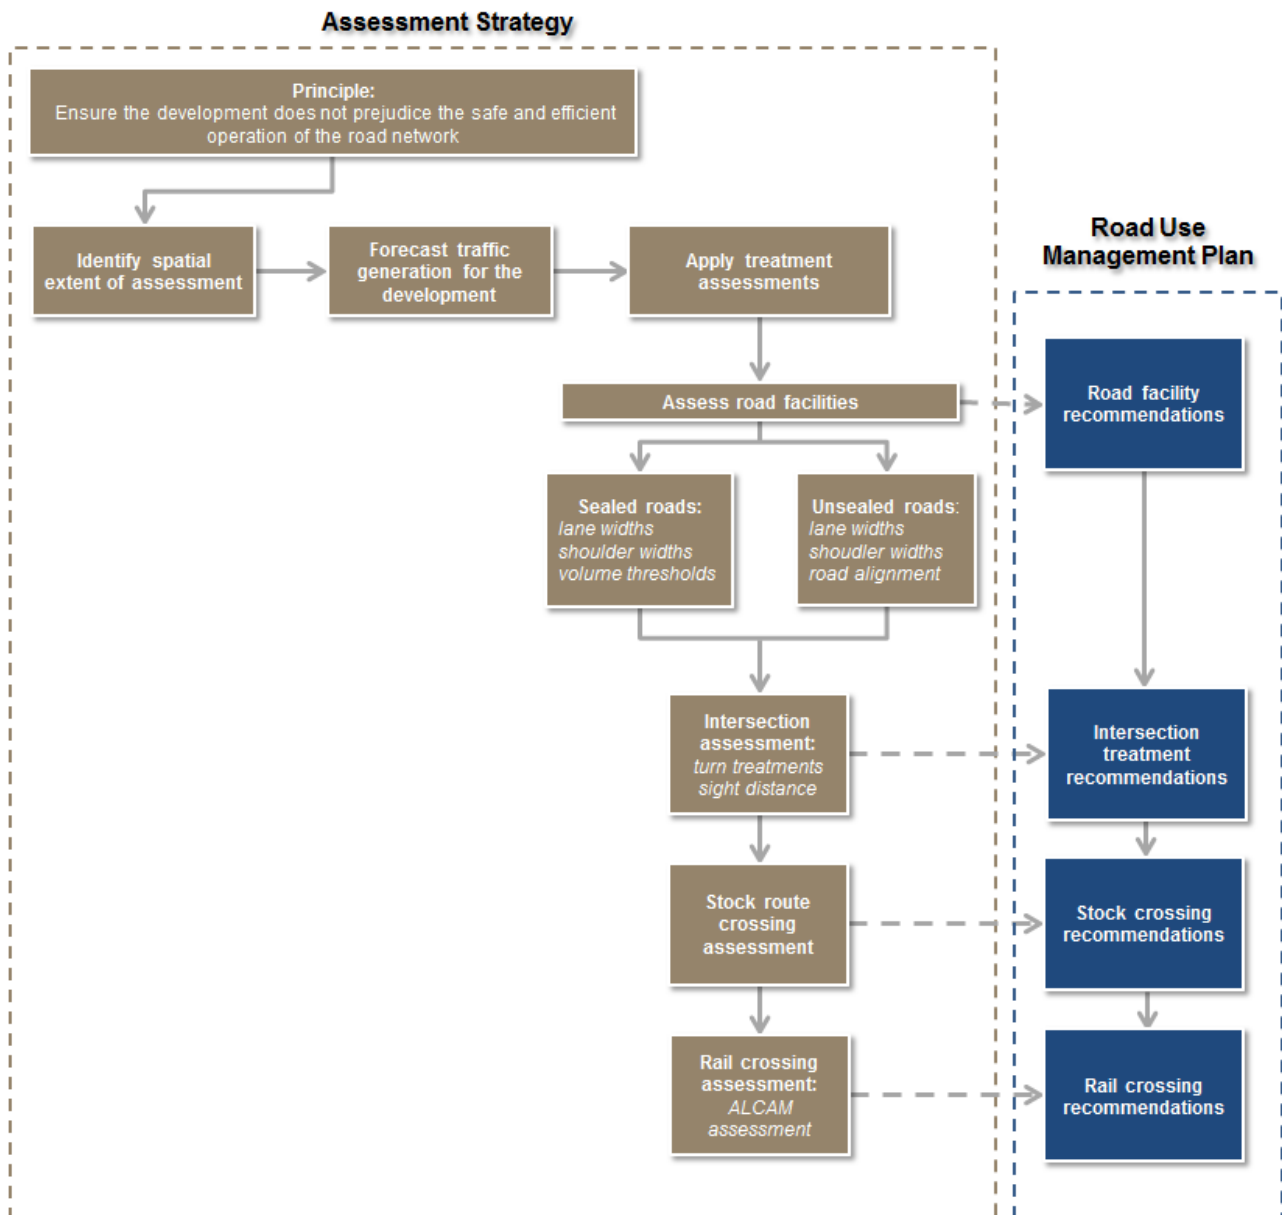 Assessment Strategy
Principle:
Ensure the development does not prejudice the safe and efficient
operation of the road network
Identify spatial
extent of assessment
Forecast traffic
generation for the
development
Apply treatment
assessments
Road Use
Management Plan
Assess road facilities
Road facility
recommendations
Sealed roads:
lane widths
shoulder widths
volume thresholds
Unsealed roads:
lane widths
shoudler widths
road alignment
Intersection
assessment:
turn treatments
sight distance
Intersection
treatment
recommendations
Stock route
crossing
assessment
Stock crossing
recommendations
Rail crossing
assessment:
ALCAM
assessment
Rail crossing
recommendations